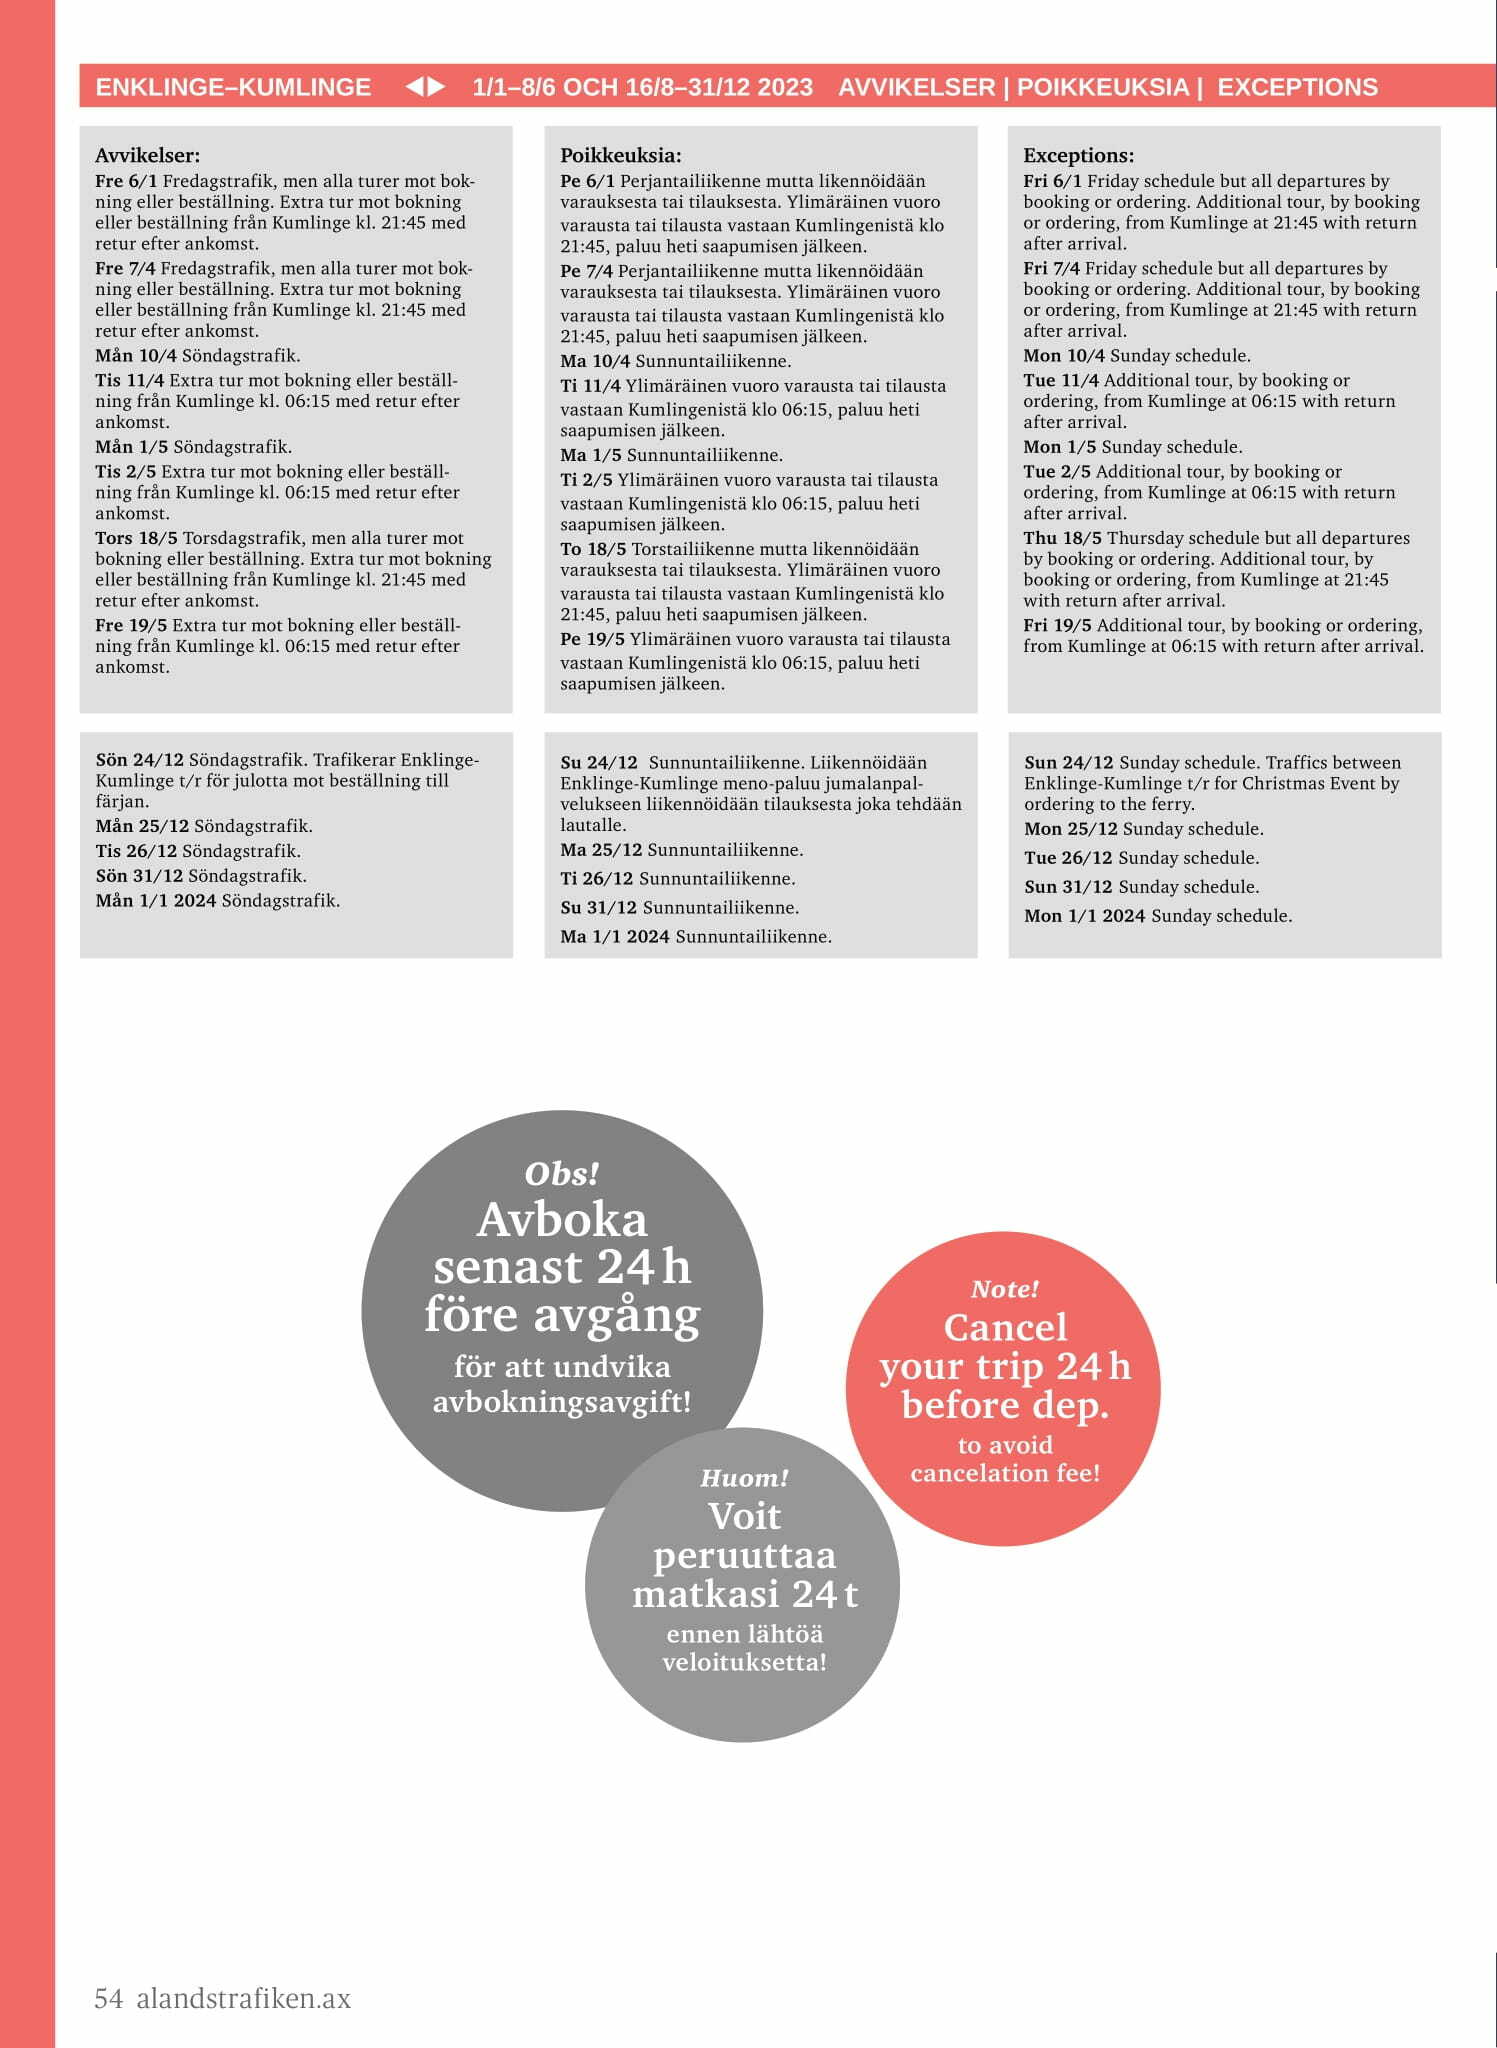 ENKLINGE–KUMLINGE ◀▶ 1/1–8/6 OCH 16/8–31/12 2023 AVVIKELSER | POIKKEUKSIA | EXCEPTIONS
Avvikelser:
Fre 6/1 Fredagstrafik, men alla turer mot bok-
ning eller beställning. Extra tur mot bokning
eller beställning från Kumlinge kl. 21:45 med
retur efter ankomst.
Fre 7/4 Fredagstrafik, men alla turer mot bok-
ning eller beställning. Extra tur mot bokning
eller beställning från Kumlinge kl. 21:45 med
retur efter ankomst.
Mån 10/4 Söndagstrafik.
Tis 11/4 Extra tur mot bokning eller beställ-
ning från Kumlinge kl. 06:15 med retur efter
ankomst.
Mån 1/5 Söndagstrafik.
Tis 2/5 Extra tur mot bokning eller beställ-
ning från Kumlinge kl. 06:15 med retur efter
ankomst.
Tors 18/5 Torsdagstrafik, men alla turer mot
bokning eller beställning. Extra tur mot bokning
eller beställning från Kumlinge kl. 21:45 med
retur efter ankomst.
Fre 19/5 Extra tur mot bokning eller beställ-
ning från Kumlinge kl. 06:15 med retur efter
ankomst.
Poikkeuksia:
Pe 6/1 Perjantailiikenne mutta likennöidään
varauksesta tai tilauksesta. Ylimäräinen vuoro
varausta tai tilausta vastaan Kumlingenistä klo
21:45, paluu heti saapumisen jälkeen.
Pe 7/4 Perjantailiikenne mutta likennöidään
varauksesta tai tilauksesta. Ylimäräinen vuoro
varausta tai tilausta vastaan Kumlingenistä klo
21:45, paluu heti saapumisen jälkeen.
Ma 10/4 Sunnuntailiikenne.
Ti 11/4 Ylimäräinen vuoro varausta tai tilausta
vastaan Kumlingenistä klo 06:15, paluu heti
saapumisen jälkeen.
Ma 1/5 Sunnuntailiikenne.
Ti 2/5 Ylimäräinen vuoro varausta tai tilausta
vastaan Kumlingenistä klo 06:15, paluu heti
saapumisen jälkeen.
To 18/5 Torstailiikenne mutta likennöidään
varauksesta tai tilauksesta. Ylimäräinen vuoro
varausta tai tilausta vastaan Kumlingenistä klo
21:45, paluu heti saapumisen jälkeen.
Pe 19/5 Ylimäräinen vuoro varausta tai tilausta
vastaan Kumlingenistä klo 06:15, paluu heti
saapumisen jälkeen.
Exceptions:
Fri 6/1 Friday schedule but all departures by
booking or ordering. Additional tour, by booking
or ordering, from Kumlinge at 21:45 with return
after arrival.
Fri 7/4 Friday schedule but all departures by
booking or ordering. Additional tour, by booking
or ordering, from Kumlinge at 21:45 with return
after arrival.
Mon 10/4 Sunday schedule.
Tue 11/4 Additional tour, by booking or
ordering, from Kumlinge at 06:15 with return
after arrival.
Mon 1/5 Sunday schedule.
Tue 2/5 Additional tour, by booking or
ordering, from Kumlinge at 06:15 with return
after arrival.
Thu 18/5 Thursday schedule but all departures
by booking or ordering. Additional tour, by
booking or ordering, from Kumlinge at 21:45
with return after arrival.
Fri 19/5 Additional tour, by booking or ordering,
from Kumlinge at 06:15 with return after arrival.
Sön 24/12 Söndagstrafik. Trafikerar Enklinge-
Kumlinge t/r för julotta mot beställning till
färjan.
Mån 25/12 Söndagstrafik.
Tis 26/12 Söndagstrafik.
Sön 31/12 Söndagstrafik.
Mån 1/1 2024 Söndagstrafik.
Su 24/12 Sunnuntailiikenne. Liikennöidään
Enklinge-Kumlinge meno-paluu jumalanpal-
velukseen liikennöidään tilauksesta joka tehdään
lautalle.
Ma 25/12 Sunnuntailiikenne.
Ti 26/12 Sunnuntailiikenne.
Su 31/12 Sunnuntailiikenne.
Ma 1/1 2024 Sunnuntailiikenne.
Sun 24/12 Sunday schedule. Traffics between
Enklinge-Kumlinge t/r for Christmas Event by
ordering to the ferry.
Mon 25/12 Sunday schedule.
Tue 26/12 Sunday schedule.
Sun 31/12 Sunday schedule.
Mon 1/1 2024 Sunday schedule.
Obs!
Avboka
senast 24 h
före avgång
för att undvika
avbokningsavgift!
Note!
Cancel
your trip 24 h
before dep.
to avoid
cancelation fee!
Huom!
Voit
peruuttaa
matkasi 24 t
ennen lähtöä
veloituksetta!
54 alandstrafiken.ax